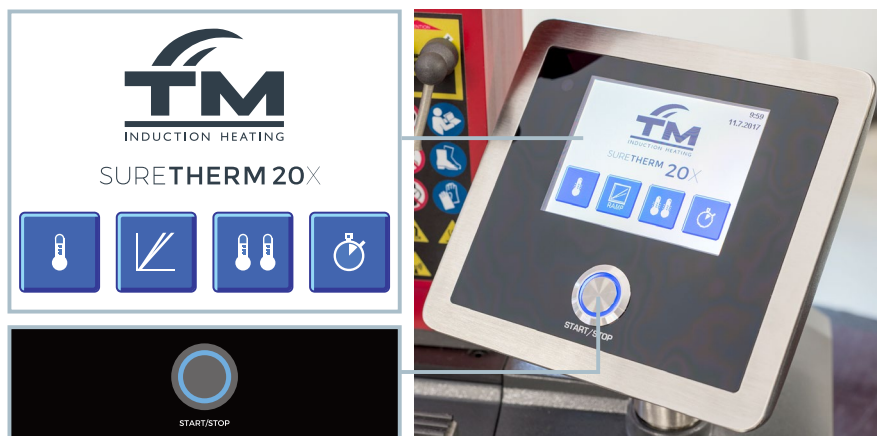 TM
INDUCTION HEATING
SURETHERM 20X
START/STOP
9:59
11.7.2017
TM
INDUCTION HEATING
SURETHERM 20X
RAMP
START/STOP